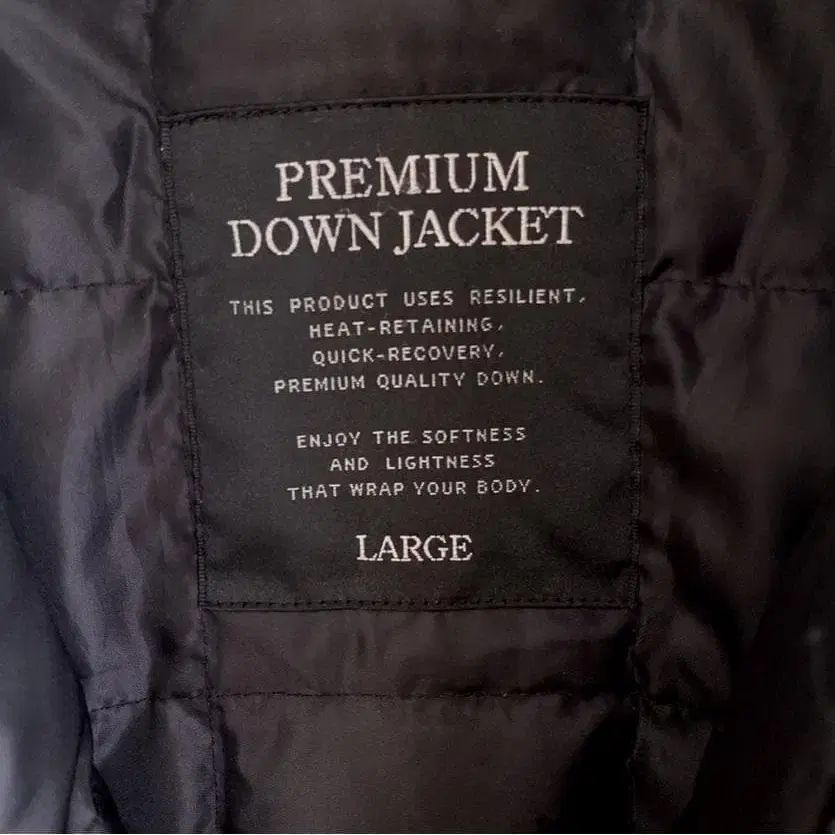 PREMIUM
DOWN JACKET
THIS PRODUCT USES RESILIENT,
HEAT-RETAINING,
QUICK-RECOVERY,
PREMIUM QUALITY DOWN.
ENJOY THE SOFTNESS
AND LIGHTNESS
THAT WRAP YOUR BODY.
LARGE